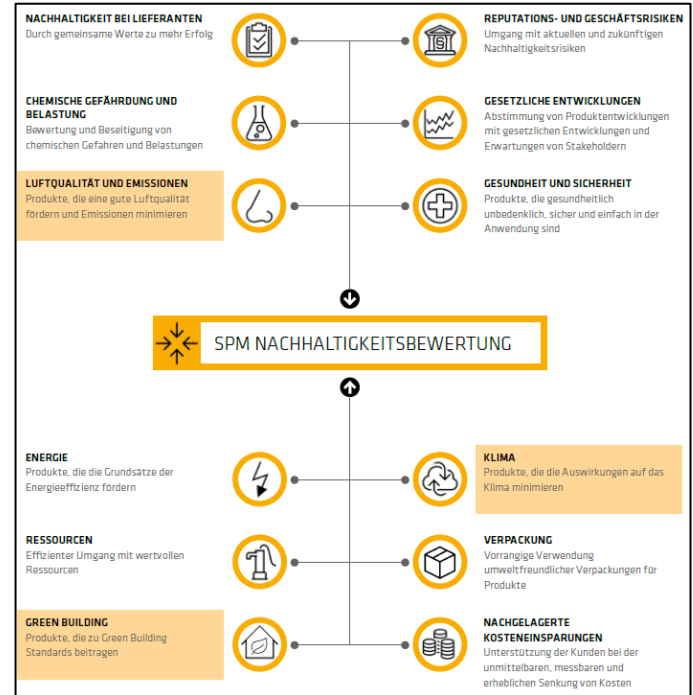 NACHHALTIGKEIT BEI LIEFERANTEN
Durch gemeinsame Werte zu mehr Erfolg
REPUTATIONS- UND GESCHÄFTSRISIKEN
Umgang mit aktuellen und zukünftigen
Nachhaltigkeitsrisiken
CHEMISCHE GEFÄHRDUNG UND
BELASTUNG
Bewertung und Beseitigung von
chemischen Gefahren und Belastungen
GESETZLICHE ENTWICKLUNGEN
Abstimmung von Produktentwicklungen
mit gesetzlichen Entwicklungen und
Erwartungen von Stakeholdern
LUFTQUALITÄT UND EMISSIONEN
Produkte, die eine gute Luftqualität
fördern und Emissionen minimieren
GESUNDHEIT UND SICHERHEIT
Produkte, die gesundheitlich
unbedenklich, sicher und einfach in der
Anwendung sind
SPM NACHHALTIGKEITSBEWERTUNG
ENERGIE
Produkte, die die Grundsätze der
Energieeffizienz fördern
KLIMA
Produkte, die die Auswirkungen auf das
Klima minimieren
RESSOURCEN
Effizienter Umgang mit wertvollen
Ressourcen
VERPACKUNG
Vorrangige Verwendung
umweltfreundlicher Verpackungen für
Produkte
GREEN BUILDING
Produkte, die zu Green Building
Standards beitragen
NACHGELAGERTE
KOSTENEINSPARUNGEN
Unterstützung der Kunden bei der
unmittelbaren, messbaren und
erheblichen Senkung von Kosten